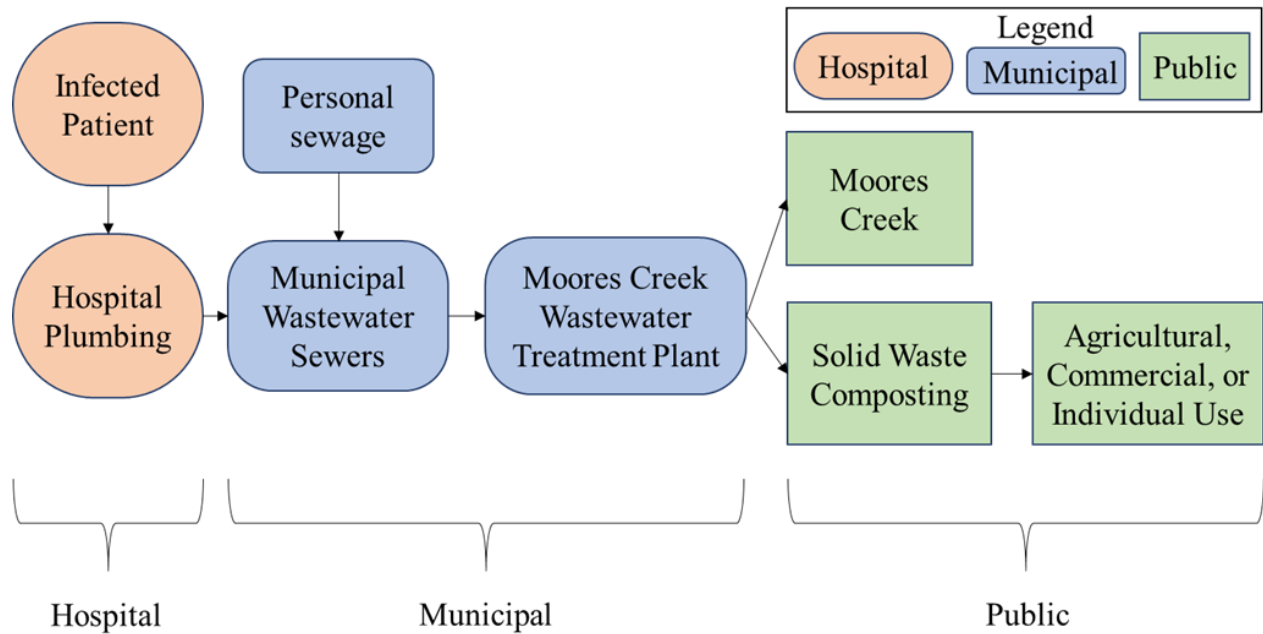 Legend
Hospital
Municipal
Public
Infected
Patient
Personal
sewage
Moores
Creek
Hospital
Plumbing
Municipal
Wastewater
Sewers
Moores Creek
Wastewater
Treatment Plant
Solid Waste
Composting
Agricultural,
Commercial, or
Individual Use
Hospital
Municipal
Public